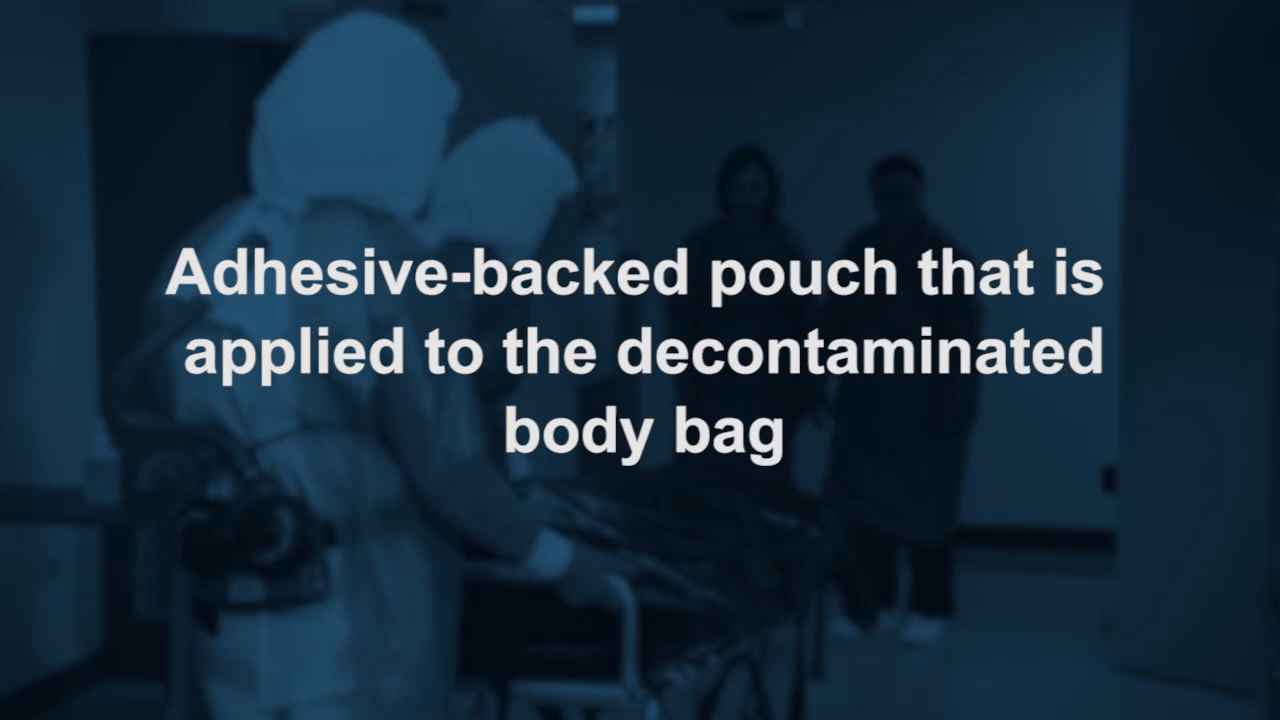 Adhesive-backed pouch that is
applied to the decontaminated
body bag